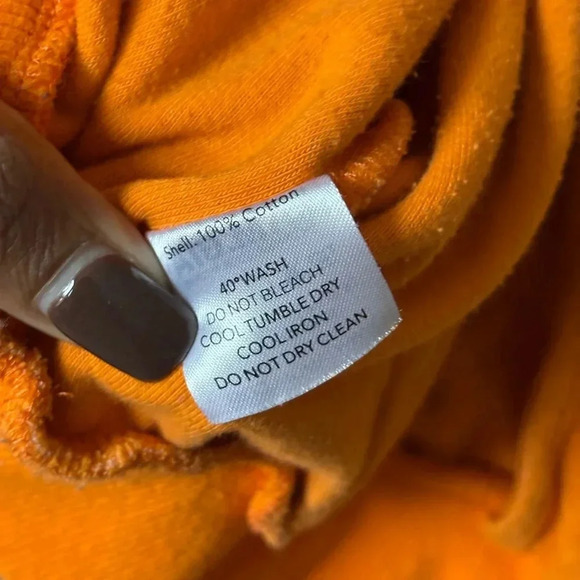 Shell: 100% Cotton
40°WASH
DO NOT BLEACH
COOL TUMBLE DRY
COOL IRON
DO NOT DRY CLEAN